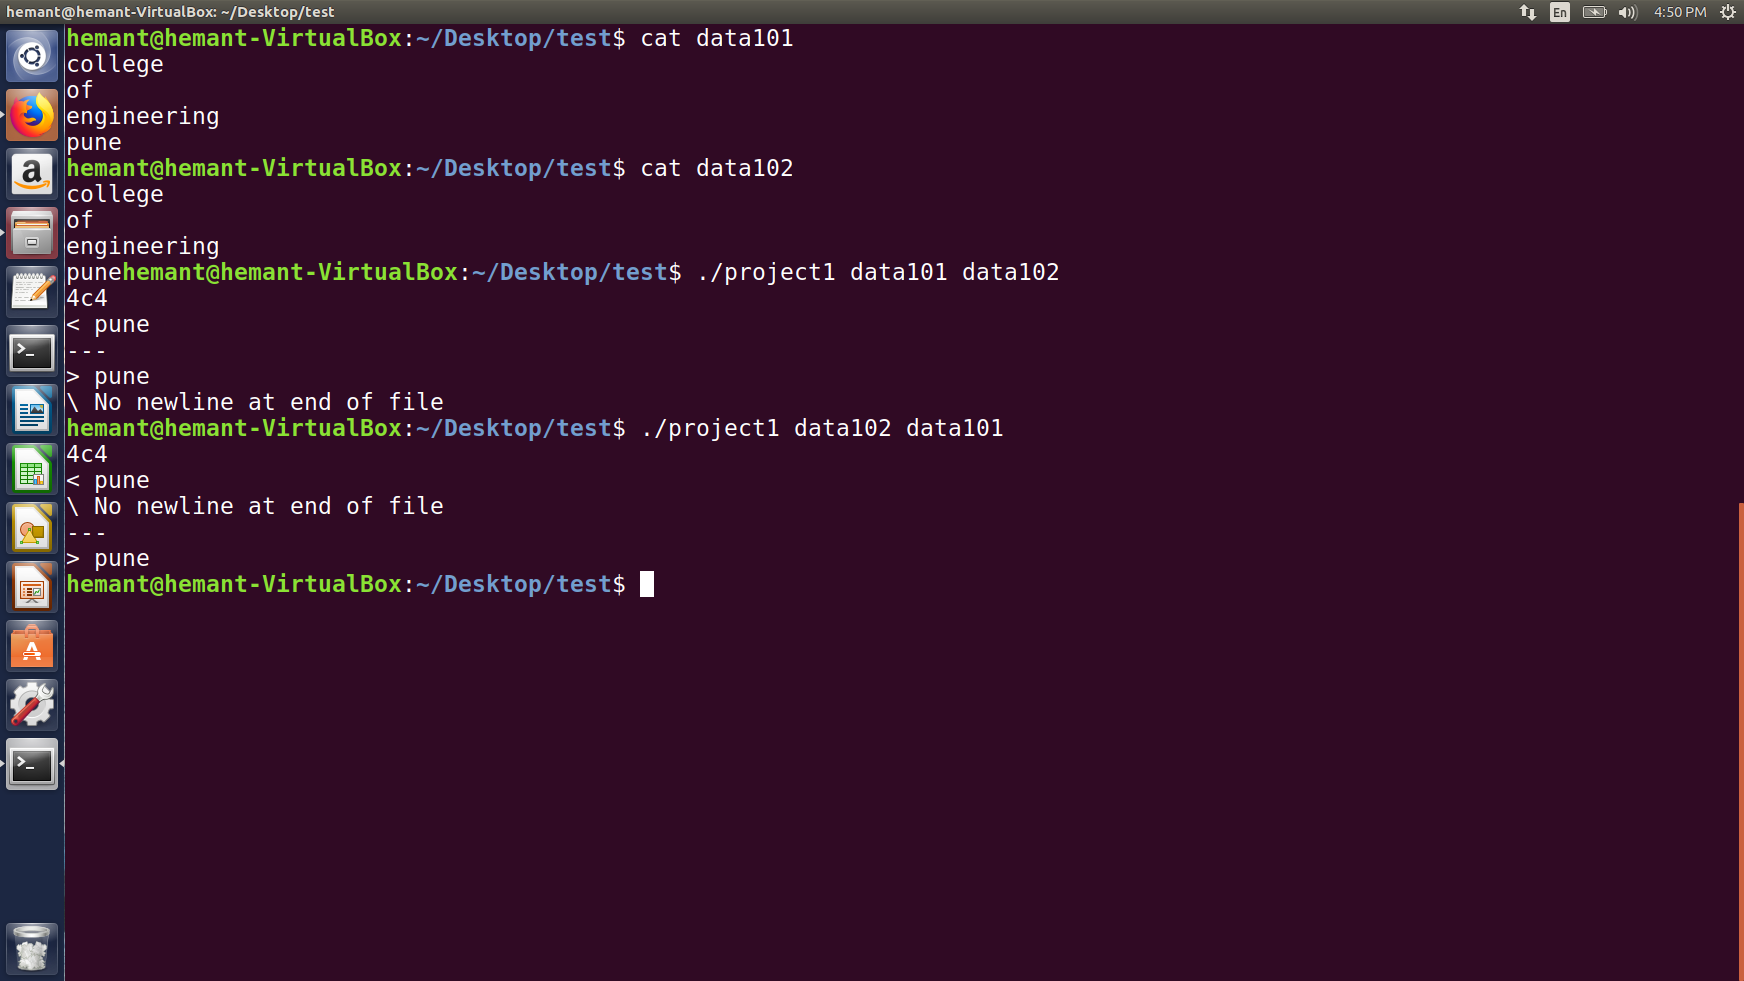 hemant@hemant-VirtualBox: ~/Desktop/test
En
4:50 PM
hemant@hemant-VirtualBox:~/Desktop/test$ cat data101
college
of
engineering
pune
hemant@hemant-VirtualBox:~/Desktop/test$ cat data102
college
of
engineering
punehemant@hemant-VirtualBox:~/Desktop/test$ ./project1 data101 data102
4c4
< pune
---
> pune
\ No newline at end of file
hemant@hemant-VirtualBox:~/Desktop/test$ ./project1 data102 data101
4c4
< pune
\ No newline at end of file
---
> pune
hemant@hemant-VirtualBox:~/Desktop/test$